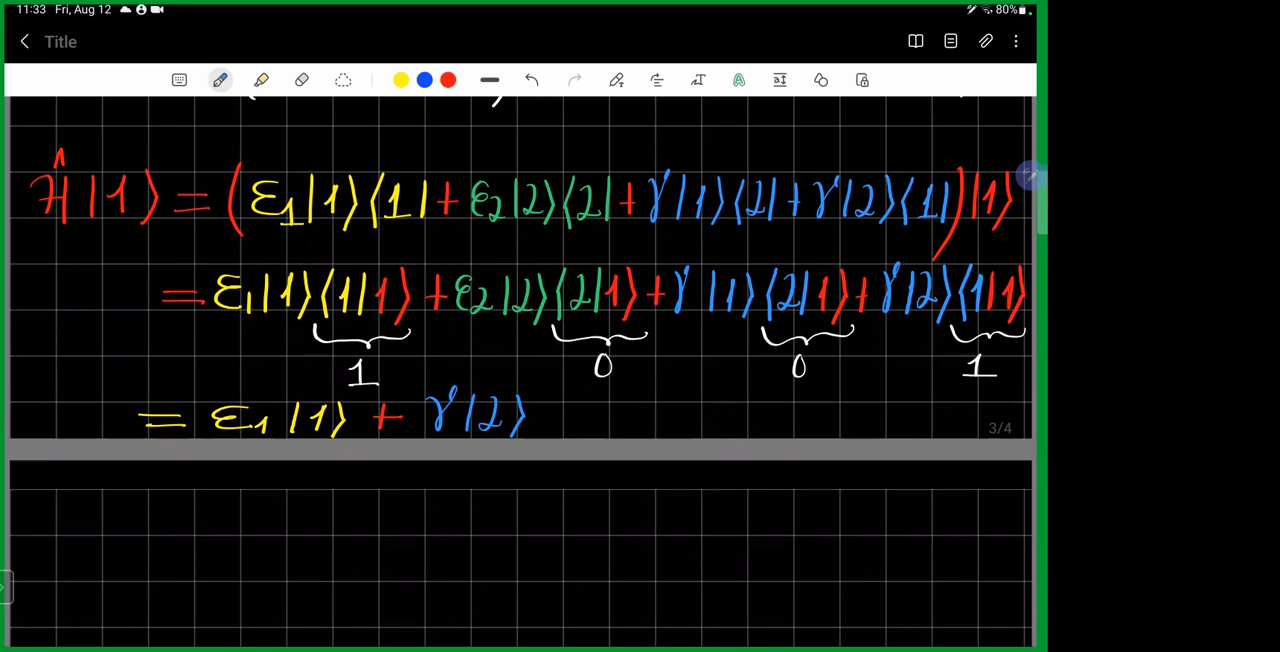 11:33 Fri, Aug 12 80%
Title
Ĥ|1⟩ = (ε₁|1⟩⟨1| + ε₂|2⟩⟨2| + γ|1⟩⟨2| + γ|2⟩⟨1|)|1⟩
= ε₁|1⟩⟨1|1⟩ + ε₂|2⟩⟨2|1⟩ + γ|1⟩⟨2|1⟩ + γ|2⟩⟨1|1⟩
1 0 0 1
= ε₁|1⟩ + γ|2⟩
3/4